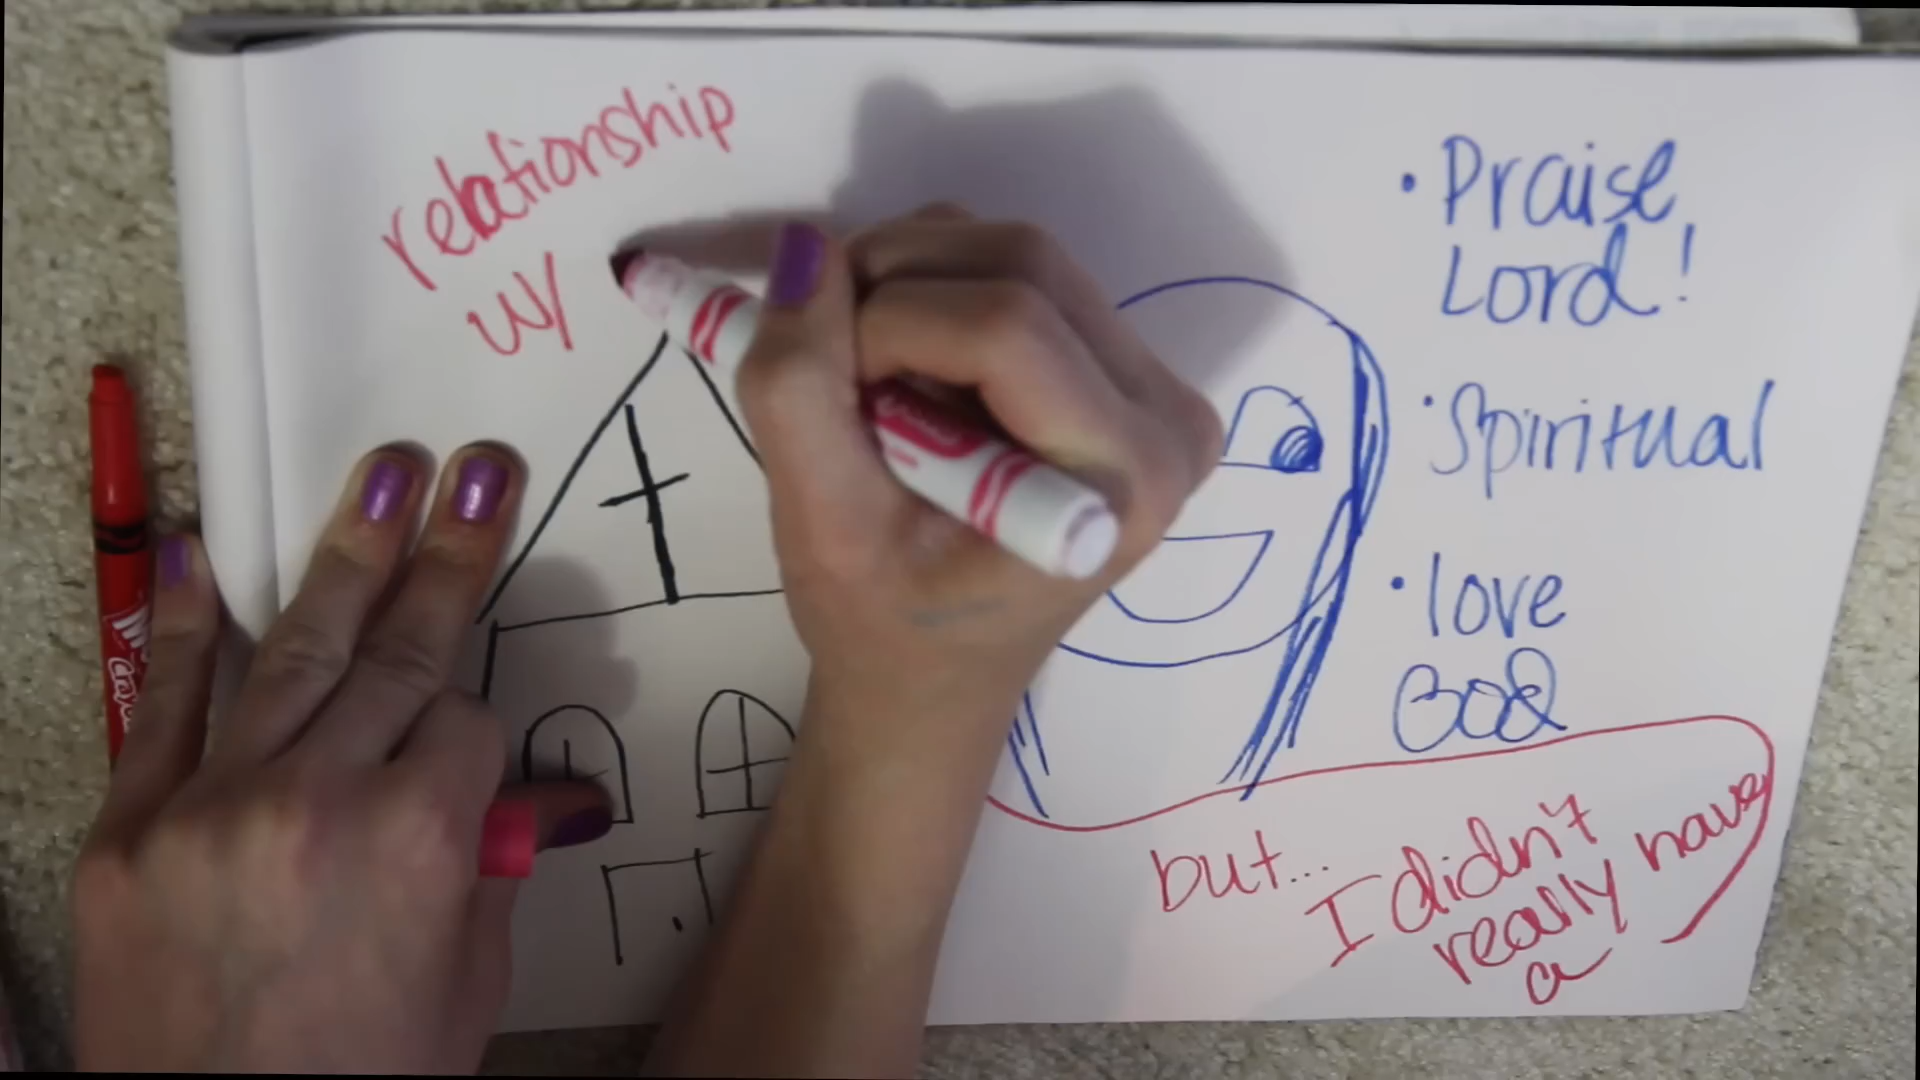 • Praise
Lord!
• Spiritual
• love
God
but...
I didn't
really have
a
relationship
w/